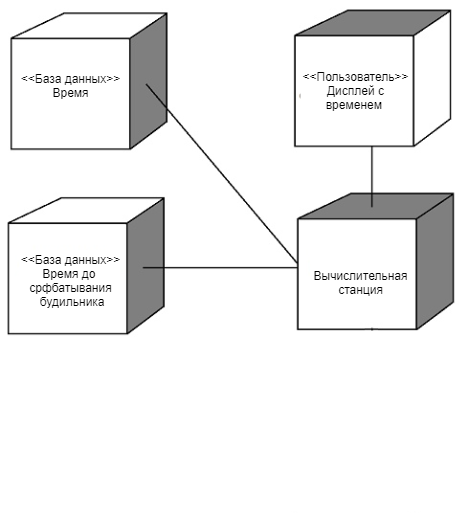 <<База данных>>
Время
<<Пользователь>>
Дисплей с
временем
<<База данных>>
Время до
срфбатывания
будильника
Вычислительная
станция